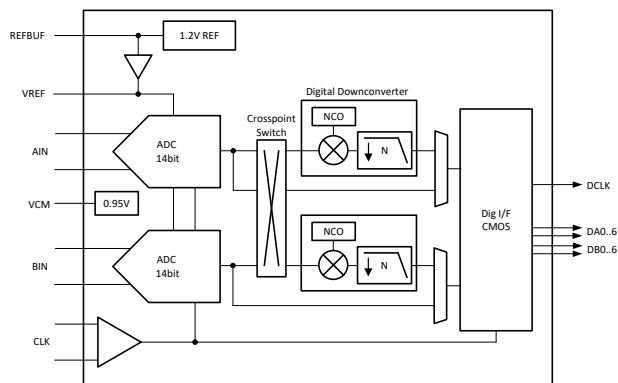 REFBUF
1.2V REF
VREF
Digital Downconverter
Crosspoint
Switch
NCO
N
ADC
14bit
AIN
VCM
0.95V
Dig I/F
CMOS
DCLK
DA0..6
DB0..6
NCO
N
ADC
14bit
BIN
CLK